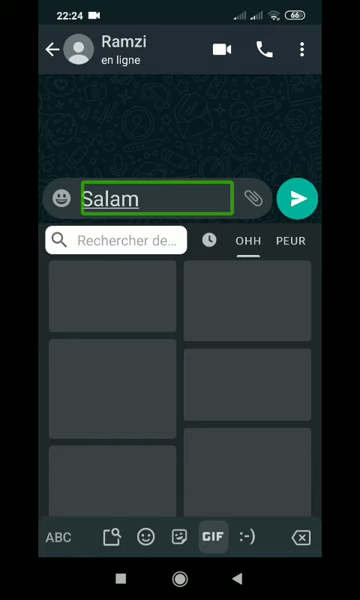 22:24
66
Ramzi
en ligne
Salam
Rechercher de...
OHH
PEUR
ABC
GIF
:-)